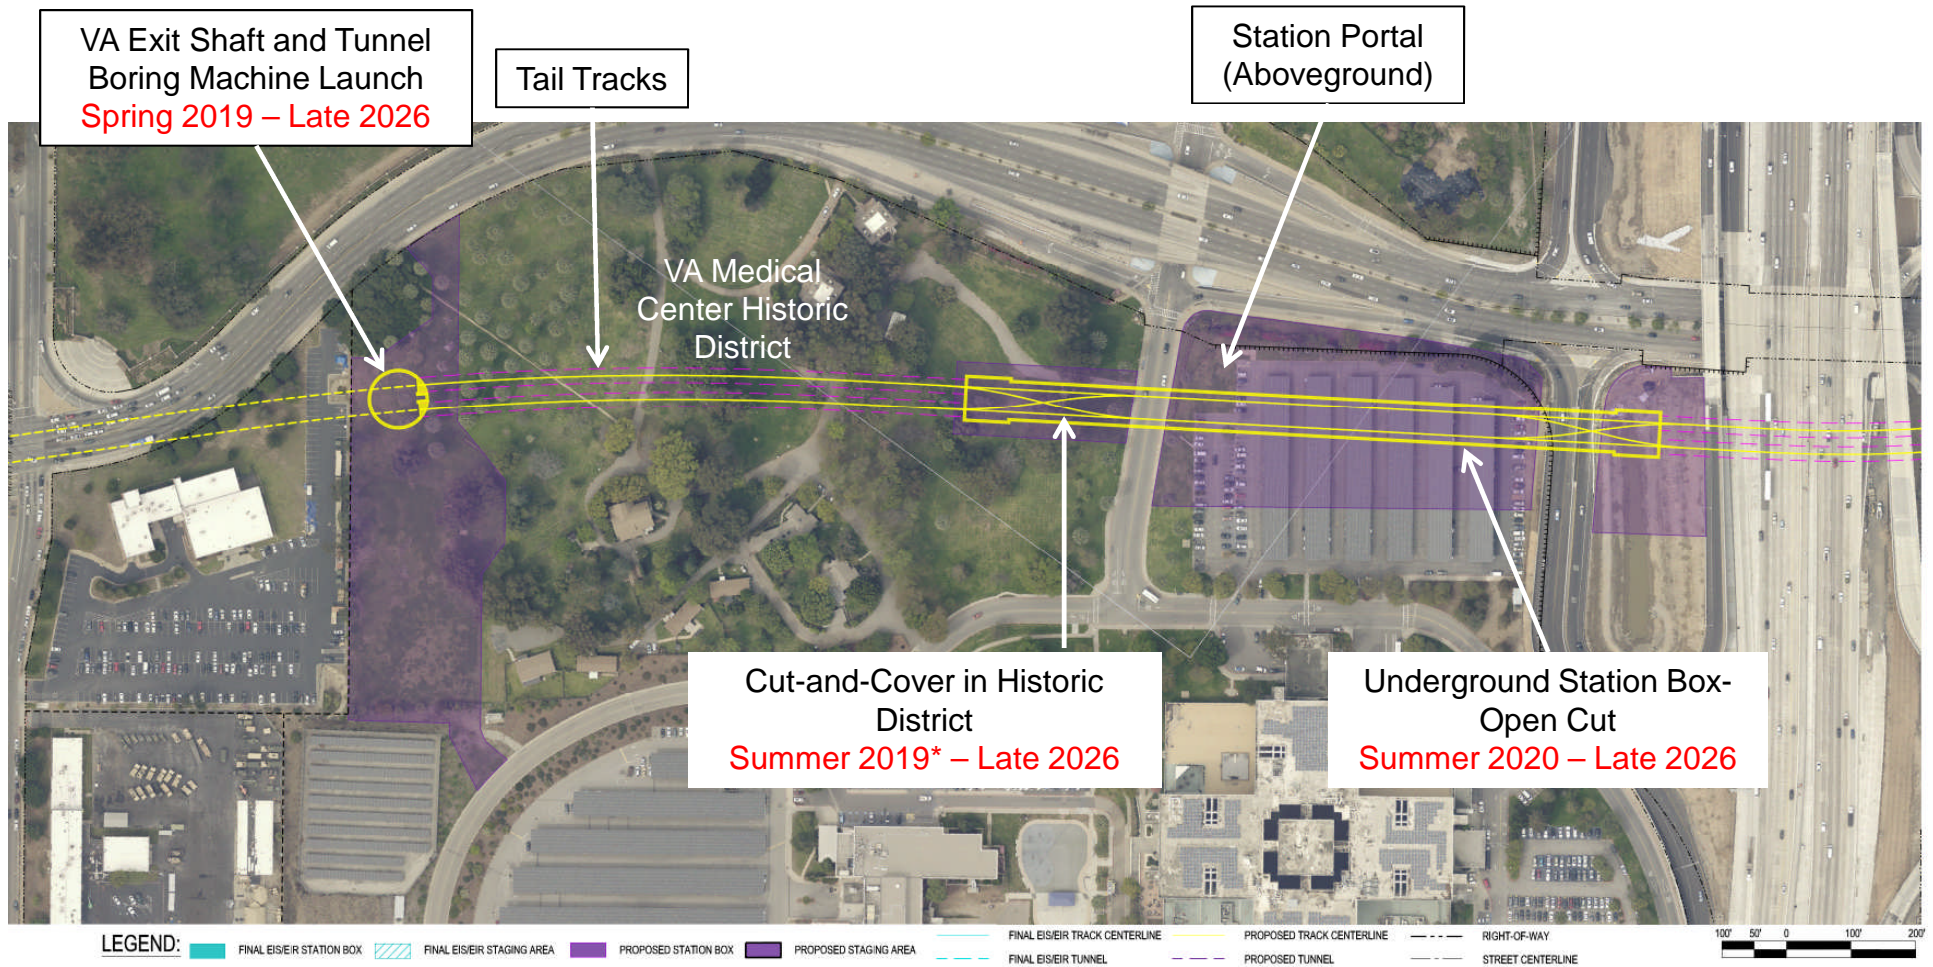 VA Exit Shaft and Tunnel
Boring Machine Launch
Spring 2019 – Late 2026
Tail Tracks
Station Portal
(Aboveground)
VA Medical
Center Historic
District
Cut-and-Cover in Historic
District
Summer 2019* – Late 2026
Underground Station Box-
Open Cut
Summer 2020 – Late 2026
LEGEND:
FINAL EIS/EIR STATION BOX
FINAL EIS/EIR STAGING AREA
PROPOSED STATION BOX
PROPOSED STAGING AREA
FINAL EIS/EIR TRACK CENTERLINE
FINAL EIS/EIR TUNNEL
PROPOSED TRACK CENTERLINE
PROPOSED TUNNEL
RIGHT-OF-WAY
STREET CENTERLINE
100' 50' 0 100' 200'